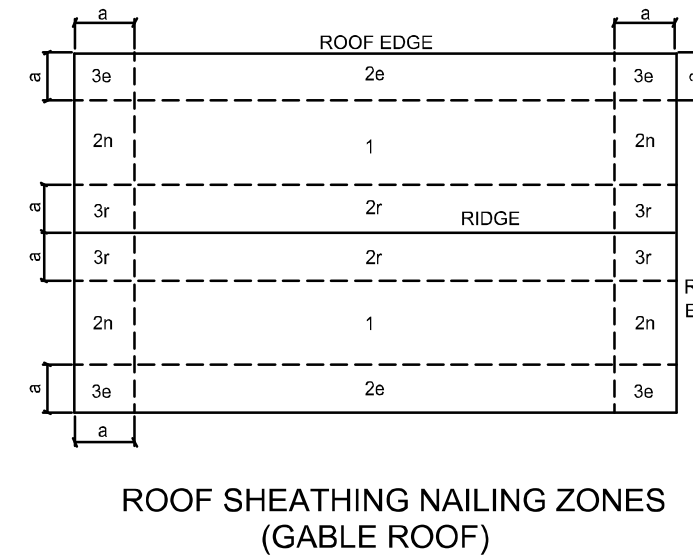 a a
ROOF EDGE
a 3e 2e 3e
2n 1 2n
a 3r 2r 3r
RIDGE
a 3r 2r 3r
2n 1 2n
a 3e 2e 3e
a
ROOF SHEATHING NAILING ZONES
(GABLE ROOF)